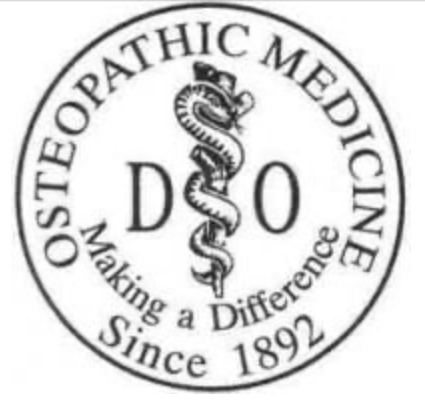 OSTEOPATHIC MEDICINE
D O
Making a Difference
Since 1892